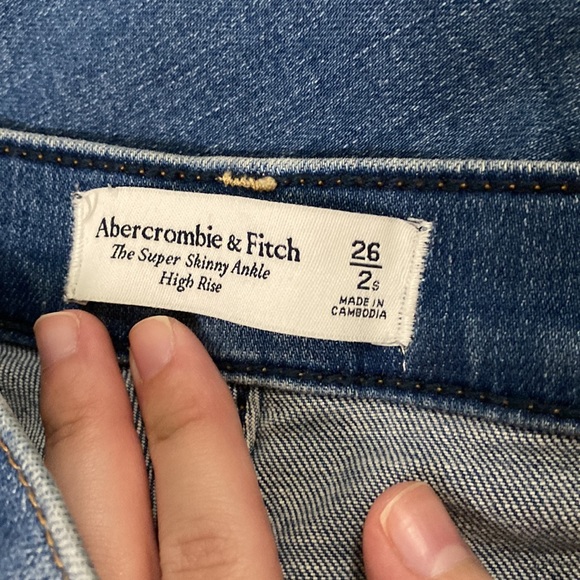 Abercrombie & Fitch
The Super Skinny Ankle
High Rise
26
2s
MADE IN
CAMBODIA